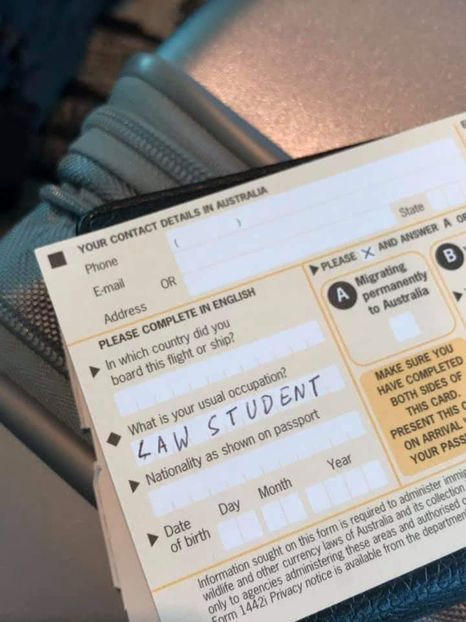 YOUR CONTACT DETAILS IN AUSTRALIA
Phone ( )
E-mail
OR
Address
State
PLEASE COMPLETE IN ENGLISH
In which country did you
board this flight or ship?
What is your usual occupation?
LAW STUDENT
Nationality as shown on passport
Date
of birth
Day Month Year
PLEASE X AND ANSWER A
A Migrating
permanently
to Australia
B
MAKE SURE YOU
HAVE COMPLETED
BOTH SIDES OF
THIS CARD.
PRESENT THIS
ON ARRIVAL
YOUR
Information sought on this form is required to administer
wildlife and other currency laws of Australia and its collection
only to agencies administering these areas and authorised
Form 1442i Privacy notice is available from the